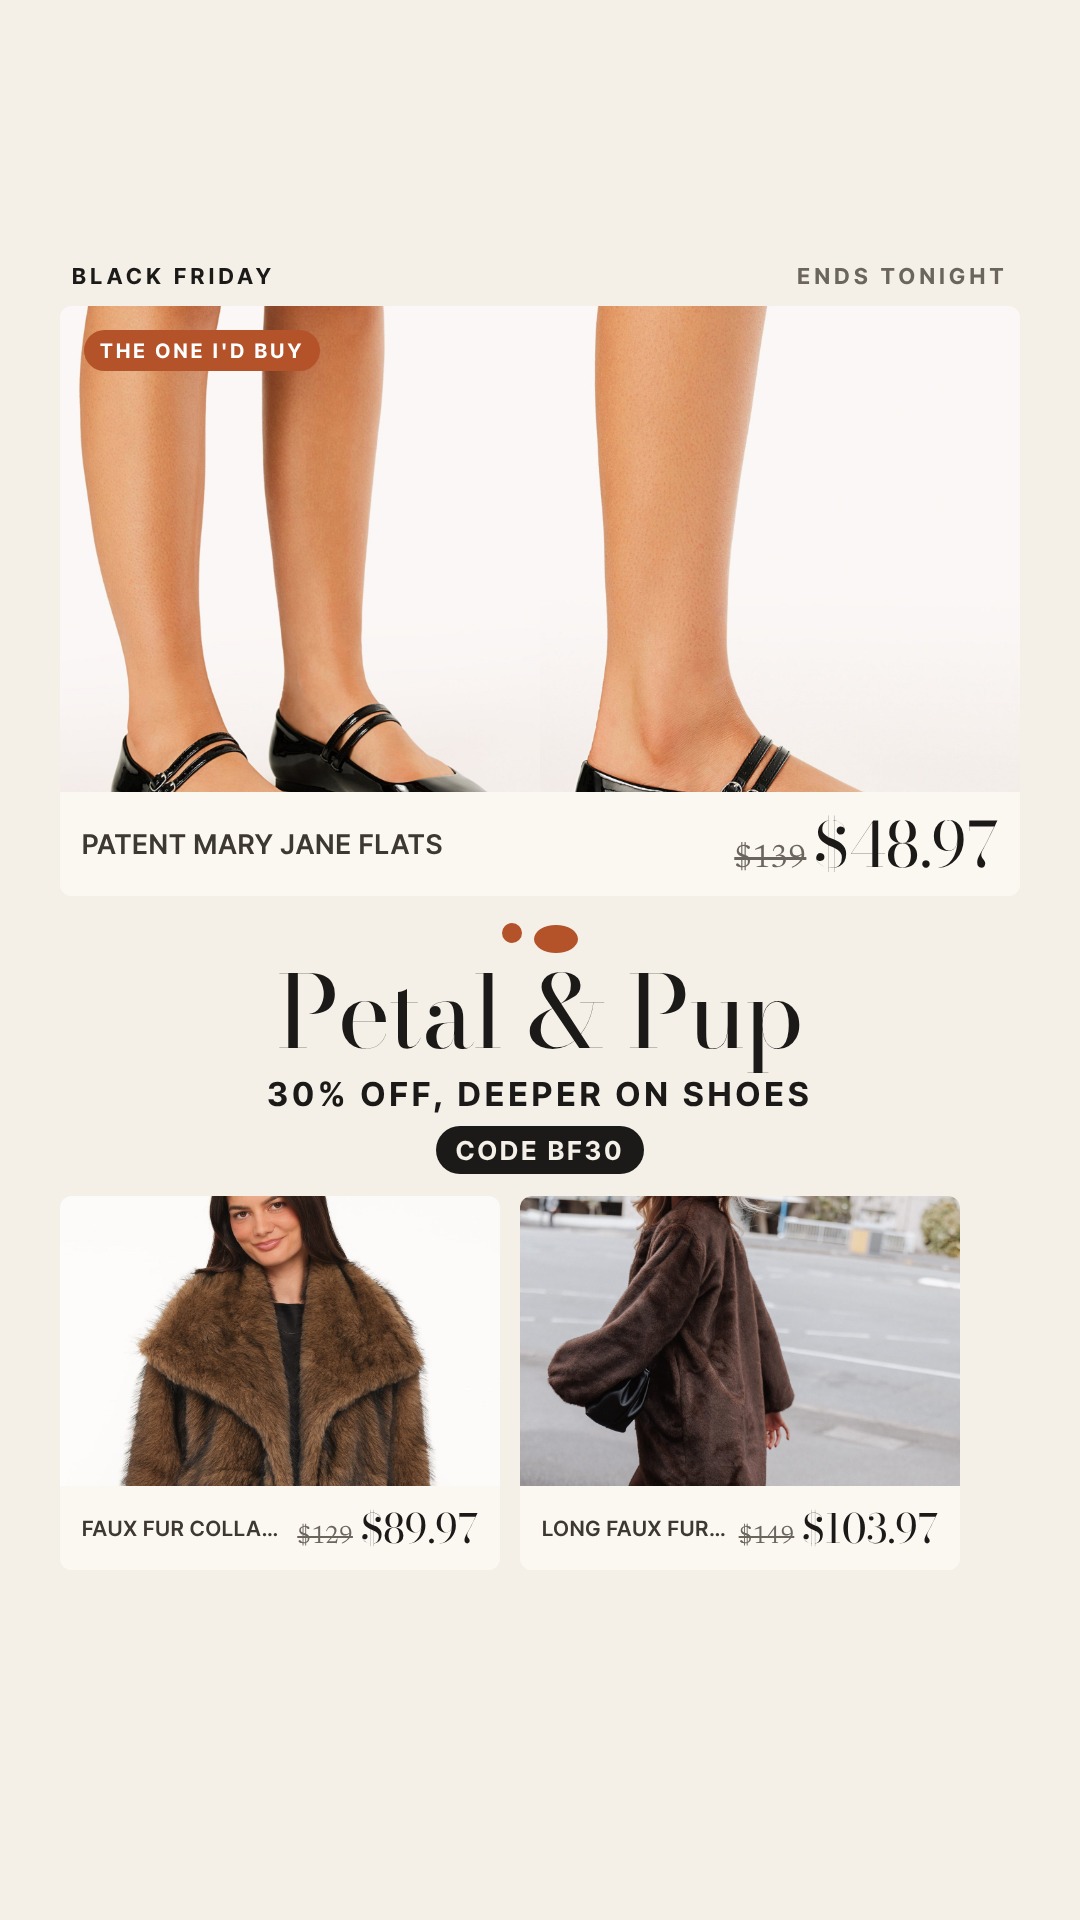 BLACK FRIDAY
ENDS TONIGHT
THE ONE I'D BUY
PATENT MARY JANE FLATS
$139 $48.97
Petal & Pup
30% OFF, DEEPER ON SHOES
CODE BF30
FAUX FUR COLLA... $129 $89.97
LONG FAUX FUR... $149 $103.97